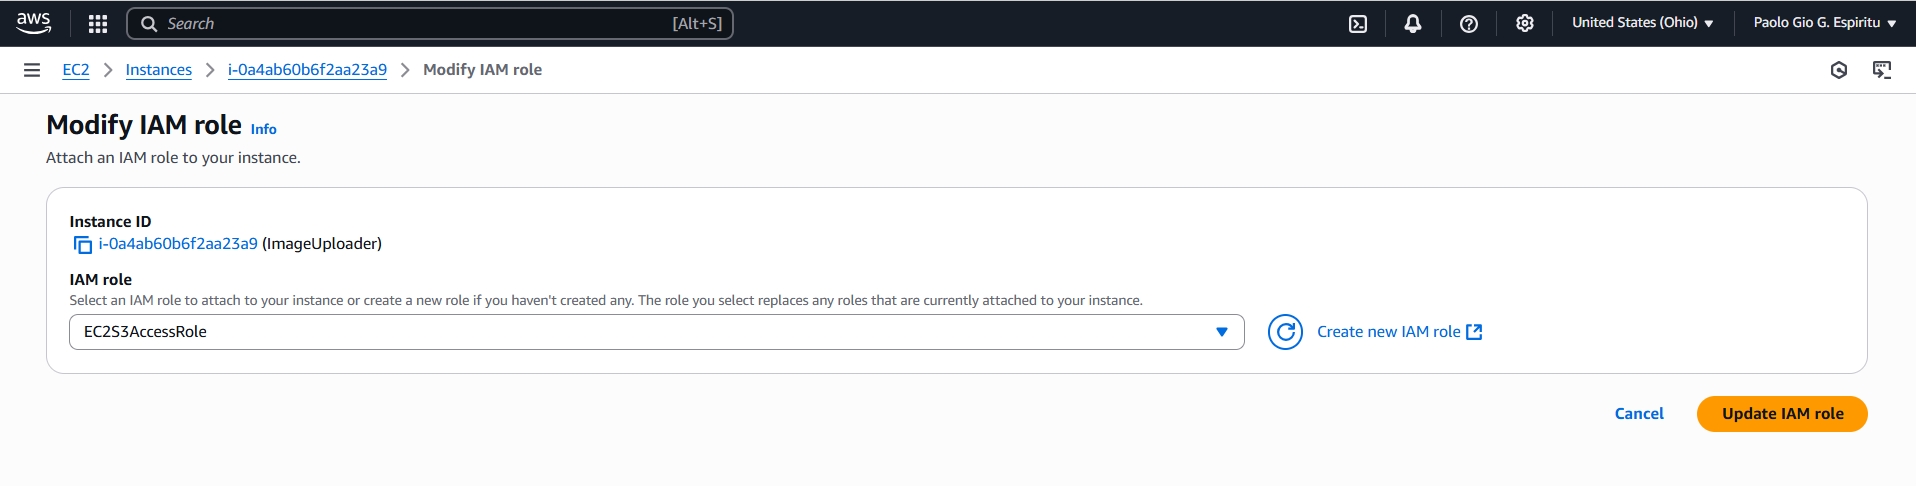 aws Search [Alt+S] United States (Ohio) Paolo Gio G. Espiritu
EC2 Instances i-0a4ab60b6f2aa23a9 Modify IAM role
Modify IAM role Info
Attach an IAM role to your instance.
Instance ID
i-0a4ab60b6f2aa23a9 (ImageUploader)
IAM role
Select an IAM role to attach to your instance or create a new role if you haven't created any. The role you select replaces any roles that are currently attached to your instance.
EC2S3AccessRole Create new IAM role
Cancel Update IAM role